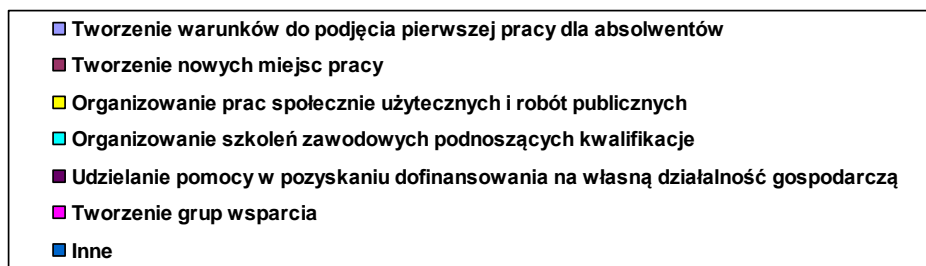 Tworzenie warunków do podjęcia pierwszej pracy dla absolwentów
Tworzenie nowych miejsc pracy
Organizowanie prac społecznie użytecznych i robót publicznych
Organizowanie szkoleń zawodowych podnoszących kwalifikacje
Udzielanie pomocy w pozyskaniu dofinansowania na własną działalność gospodarczą
Tworzenie grup wsparcia
Inne